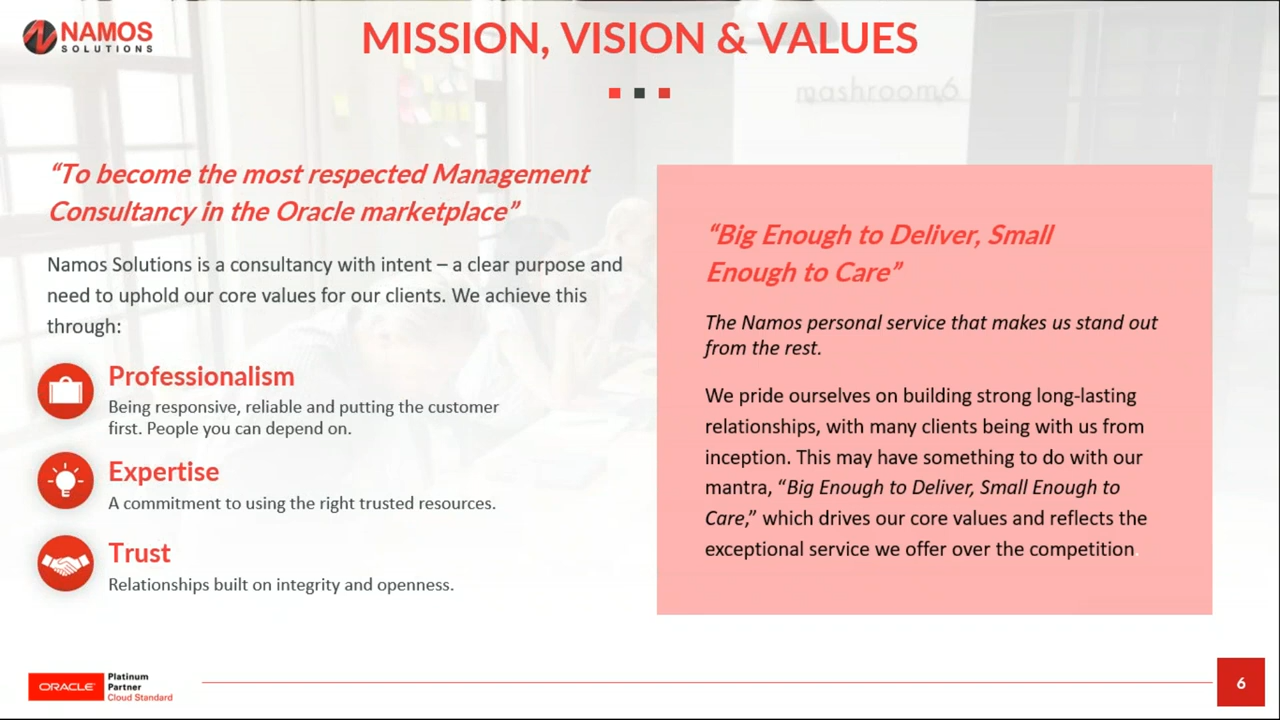 NAMOS
SOLUTIONS
MISSION, VISION & VALUES
mashroom6
“To become the most respected Management
Consultancy in the Oracle marketplace”
Namos Solutions is a consultancy with intent – a clear purpose and
need to uphold our core values for our clients. We achieve this
through:
Professionalism
Being responsive, reliable and putting the customer
first. People you can depend on.
Expertise
A commitment to using the right trusted resources.
Trust
Relationships built on integrity and openness.
“Big Enough to Deliver, Small
Enough to Care”
The Namos personal service that makes us stand out
from the rest.
We pride ourselves on building strong long-lasting
relationships, with many clients being with us from
inception. This may have something to do with our
mantra, “Big Enough to Deliver, Small Enough to
Care,” which drives our core values and reflects the
exceptional service we offer over the competition.
ORACLE
Platinum
Partner
Cloud Standard
6